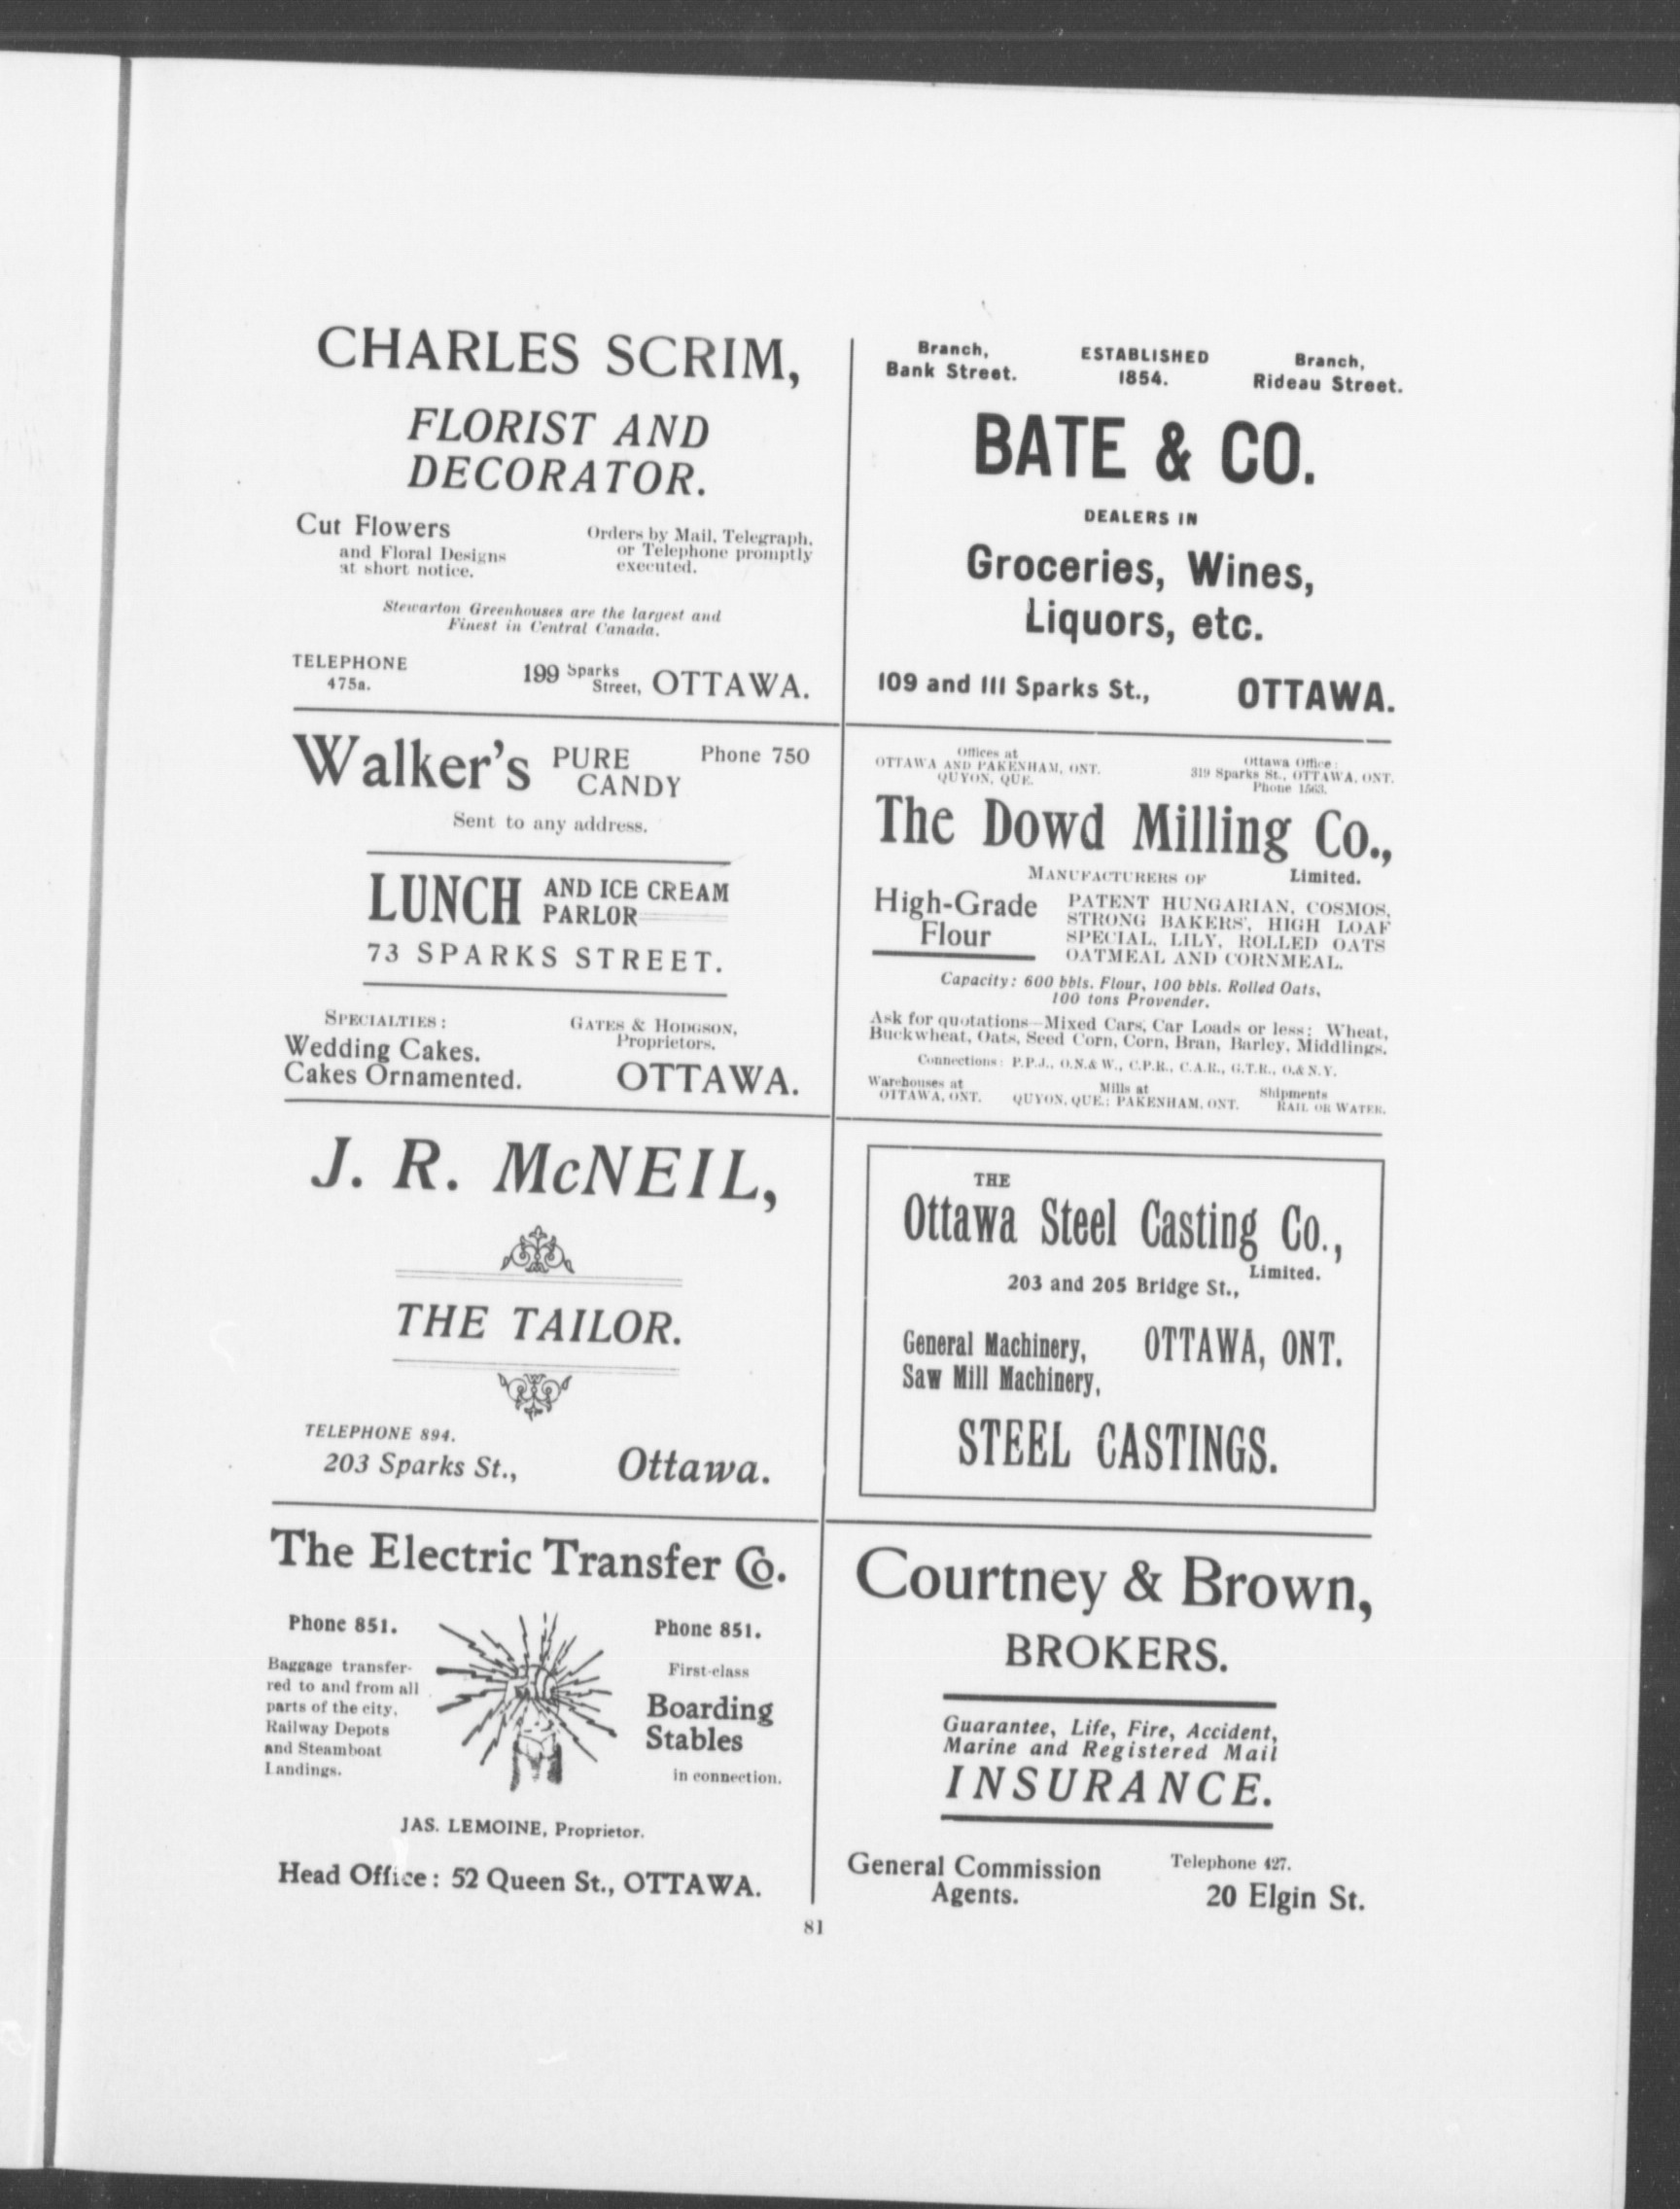 CHARLES SCRIM,
FLORIST AND
DECORATOR.
Cut Flowers
and Floral Designs
at short notice.
Orders by Mail, Telegraph,
or Telephone promptly
executed.
Stewarton Greenhouses are the largest and
Finest in Central Canada.
TELEPHONE
475a.
199 Sparks Street, OTTAWA.
Walker's PURE CANDY
Phone 750
Sent to any address.
LUNCH AND ICE CREAM PARLOR
73 SPARKS STREET.
SPECIALTIES:
Wedding Cakes.
Cakes Ornamented.
GATES & HODGSON,
Proprietors.
OTTAWA.
J. R. McNEIL,
THE TAILOR.
TELEPHONE 894.
203 Sparks St., Ottawa.
The Electric Transfer Co.
Phone 851.
Baggage transfer-
red to and from all
parts of the city,
Railway Depots
and Steamboat
Landings.
Phone 851.
First-class
Boarding
Stables
in connection.
JAS. LEMOINE, Proprietor.
Head Office: 52 Queen St., OTTAWA.
Branch,
Bank Street.
ESTABLISHED
1854.
Branch,
Rideau Street.
BATE & CO.
DEALERS IN
Groceries, Wines,
Liquors, etc.
109 and 111 Sparks St., OTTAWA.
Offices at
OTTAWA AND PAKENHAM, ONT.
QUYON, QUE.
Ottawa Office:
319 Sparks St., OTTAWA, ONT.
Phone 1563.
The Dowd Milling Co.,
MANUFACTURERS OF Limited.
High-Grade
Flour
PATENT HUNGARIAN, COSMOS,
STRONG BAKERS', HIGH LOAF
SPECIAL, LILY, ROLLED OATS
OATMEAL AND CORNMEAL.
Capacity: 600 bbls. Flour, 100 bbls. Rolled Oats,
100 tons Provender.
Ask for quotations—Mixed Cars, Car Loads or less: Wheat,
Buckwheat, Oats, Seed Corn, Corn, Bran, Barley, Middlings.
Connections: P.P.J., O.N.& W., C.P.R., C.A.R., G.T.R., O.& N.Y.
Warehouses at
OTTAWA, ONT.
Mills at
QUYON, QUE.; PAKENHAM, ONT.
Shipments
RAIL OR WATER.
THE
Ottawa Steel Casting Co.,
Limited.
203 and 205 Bridge St.,
General Machinery,
Saw Mill Machinery,
OTTAWA, ONT.
STEEL CASTINGS.
Courtney & Brown,
BROKERS.
Guarantee, Life, Fire, Accident,
Marine and Registered Mail
INSURANCE.
General Commission
Agents.
Telephone 427.
20 Elgin St.
81